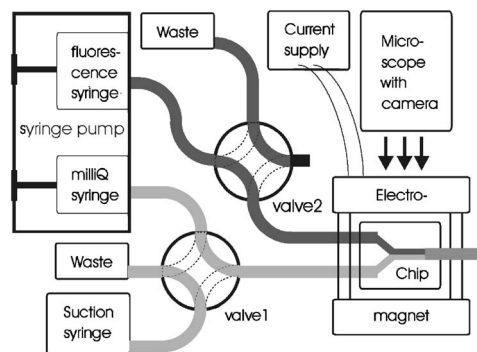 fluores-
cence
syringe
syringe pump
milliQ
syringe
Waste
Suction
syringe
Waste
valve2
valve1
Current
supply
Micro-
scope
with
camera
Electro-
Chip
magnet